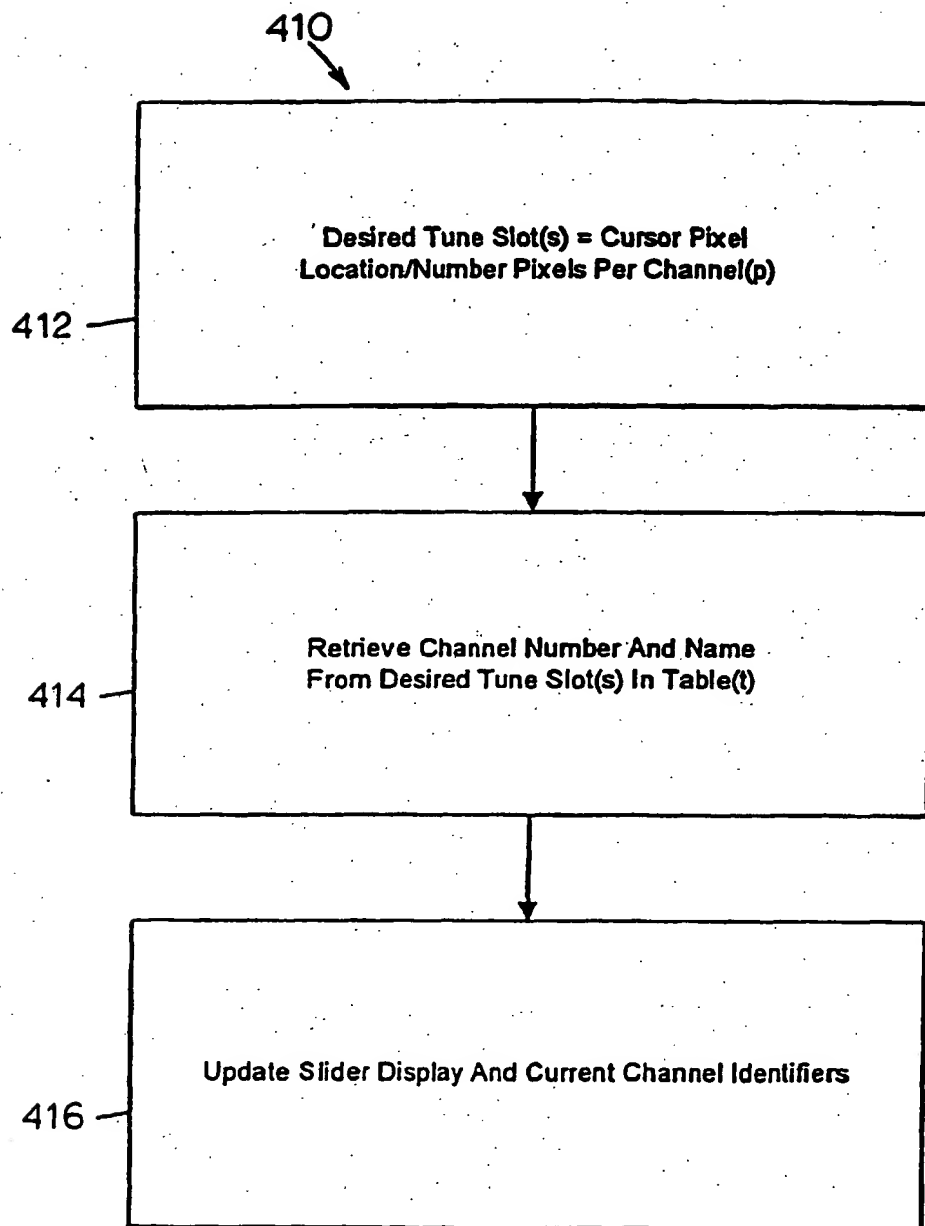 410
Desired Tune Slot(s) = Cursor Pixel
Location/Number Pixels Per Channel(p)
412
Retrieve Channel Number And Name
From Desired Tune Slot(s) In Table(t)
414
Update Slider Display And Current Channel Identifiers
416